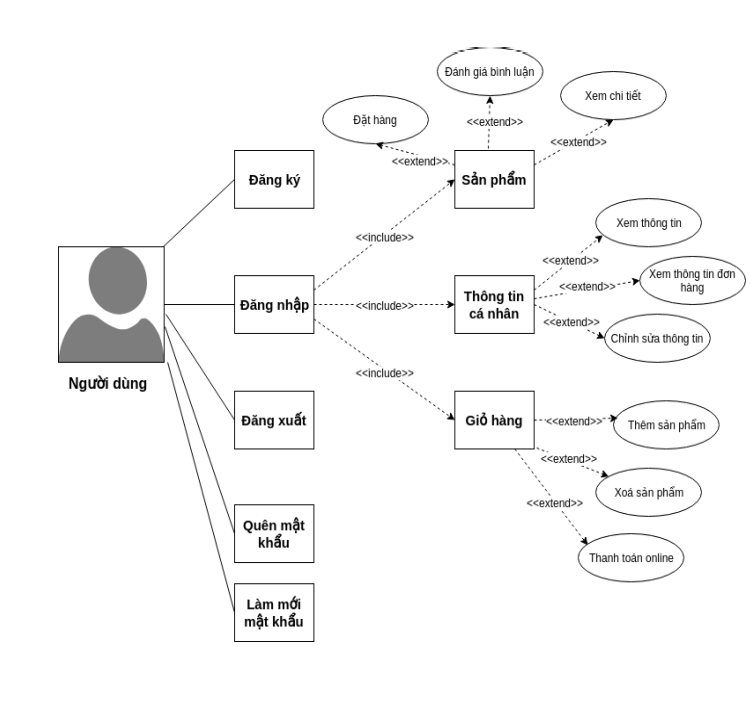 Đánh giá bình luận
Xem chi tiết
Đặt hàng
<<extend>>
<<extend>>
<<extend>>
Đăng ký
Sản phẩm
<<include>>
Xem thông tin
<<extend>>
Xem thông tin đơn
hàng
<<extend>>
Đăng nhập
<<include>>
Thông tin
cá nhân
<<extend>>
Chỉnh sửa thông tin
Người dùng
<<include>>
Đăng xuất
Giỏ hàng
<<extend>>
Thêm sản phẩm
<<extend>>
Xoá sản phẩm
<<extend>>
Quên mật
khẩu
Thanh toán online
Làm mới
mật khẩu